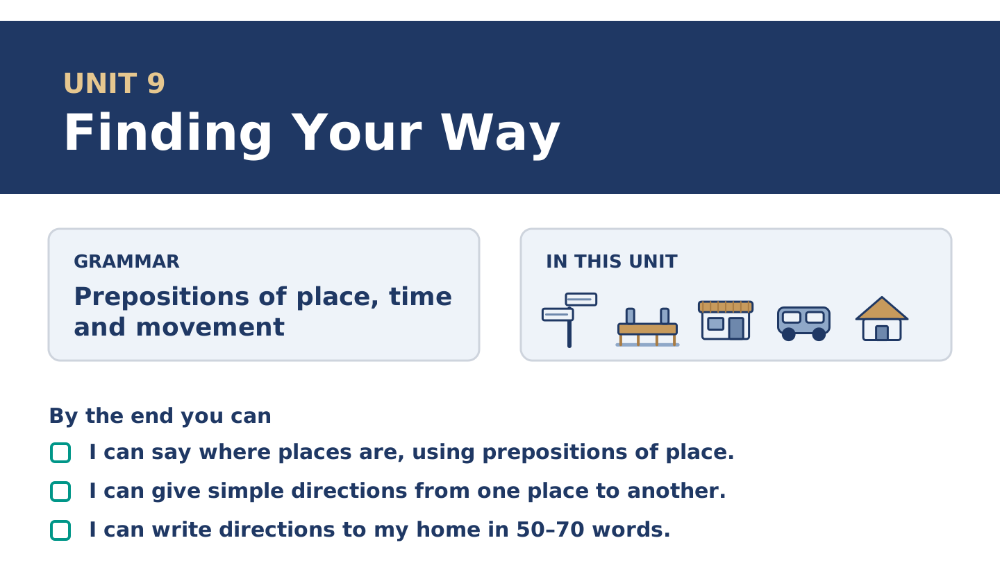 UNIT 9
Finding Your Way
GRAMMAR
Prepositions of place, time
and movement
IN THIS UNIT
By the end you can
I can say where places are, using prepositions of place.
I can give simple directions from one place to another.
I can write directions to my home in 50–70 words.